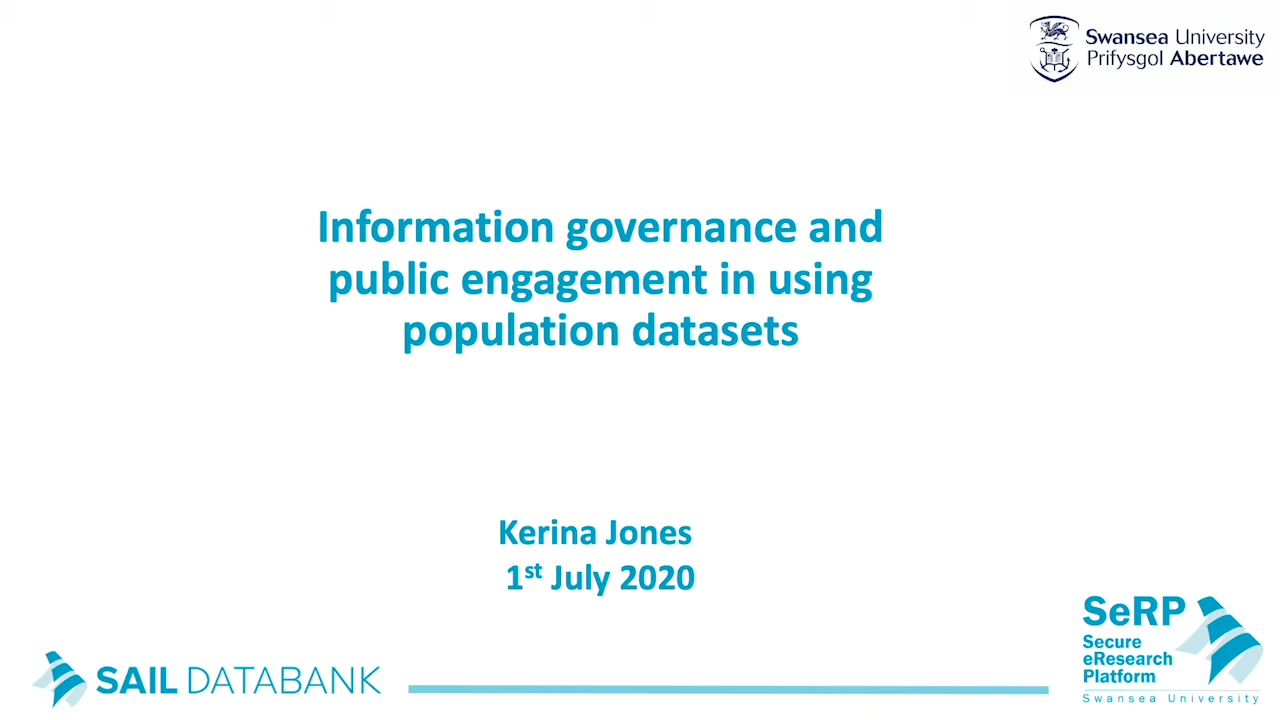 Swansea University
Prifysgol Abertawe
Information governance and
public engagement in using
population datasets
Kerina Jones
1st July 2020
SAIL DATABANK
SeRP
Secure
eResearch
Platform
Swansea University